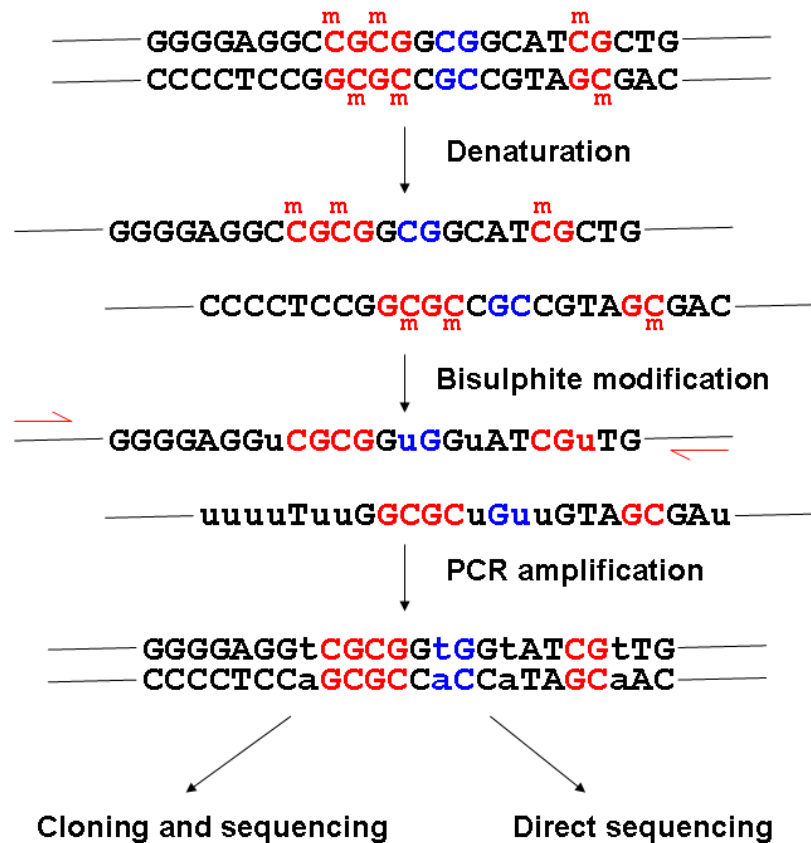 m m m
GGGGAGGCCGCGGCGGCATCGCTG
CCCCTCCGGCGCCGCCGTAGCGAC
m m m
Denaturation
m m m
GGGGAGGCCGCGGCGGCATCGCTG
CCCCTCCGGCGCCGCCGTAGCGAC
m m m
Bisulphite modification
GGGGAGGuCGCGGuGGuATCGuTG
uuuuTuuGGCGCuGuuGTAGCGAu
PCR amplification
GGGGAGGtCGCGGtGGtATCGtTG
CCCCTCCaGCGCCaCCaTAGCaAC
Cloning and sequencing
Direct sequencing